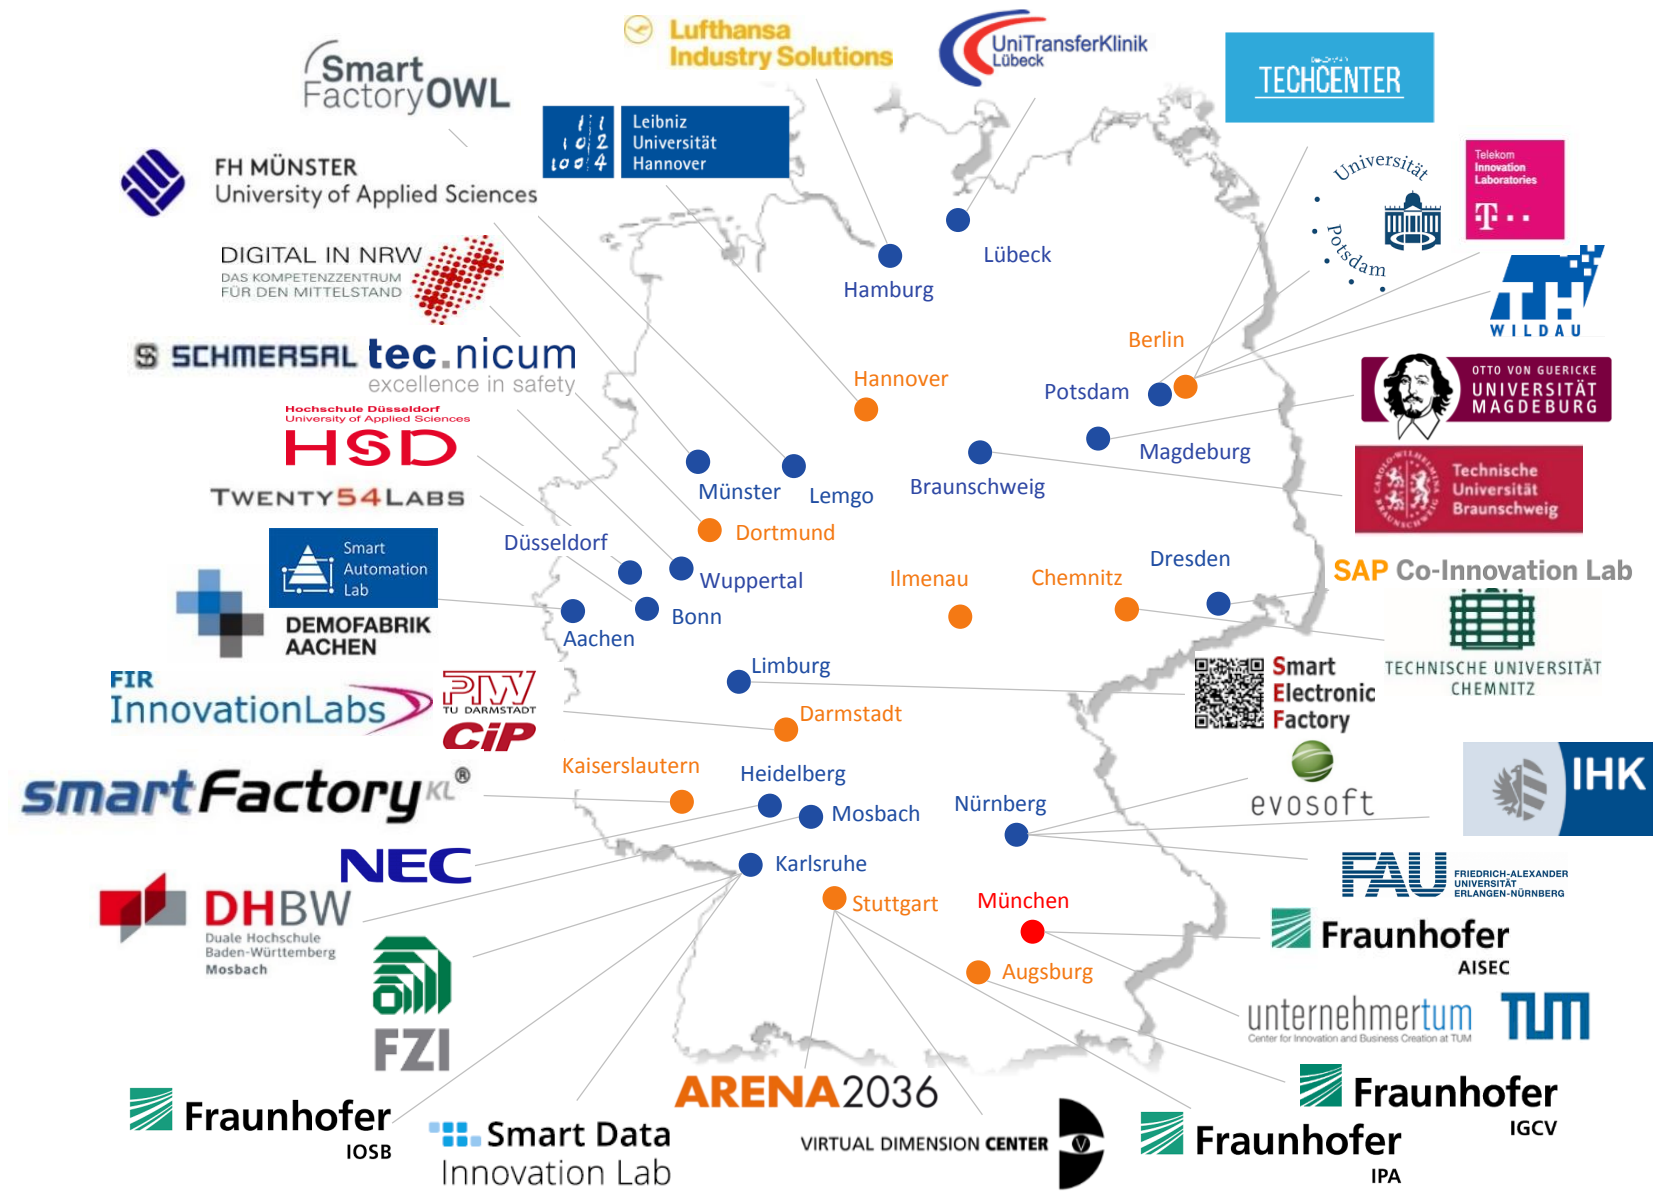 Lufthansa
Industry Solutions
UniTransferKlinik
Lübeck
Smart
FactoryOWL
TECHCENTER
Leibniz
Universität
Hannover
FH MÜNSTER
University of Applied Sciences
Universität
Potsdam
Telekom
Innovation
Laboratories
T
TH
WILDAU
DIGITAL IN NRW
DAS KOMPETENZZENTRUM
FÜR DEN MITTELSTAND
Lübeck
Hamburg
Berlin
SCHMERSAL tec.nicum
excellence in safety
Hannover
Potsdam
OTTO VON GUERICKE
UNIVERSITÄT
MAGDEBURG
Hochschule Düsseldorf
University of Applied Sciences
HSD
Magdeburg
TWENTY54LABS
Münster
Lemgo
Braunschweig
CAROLO-WILHELMINA
BRAUNSCHWEIG
Technische
Universität
Braunschweig
Dortmund
Düsseldorf
Smart
Automation
Lab
Wuppertal
Ilmenau
Chemnitz
Dresden
SAP Co-Innovation Lab
DEMOFABRIK
AACHEN
Aachen
Bonn
Limburg
TECHNISCHE UNIVERSITÄT
CHEMNITZ
Smart
Electronic
Factory
FIR
InnovationLabs
PTW
TU DARMSTADT
CiP
Darmstadt
Kaiserslautern
Heidelberg
smartFactory KL®
Mosbach
Nürnberg
evosoft
IHK
NEC
Karlsruhe
FAU
FRIEDRICH-ALEXANDER
UNIVERSITÄT
ERLANGEN-NÜRNBERG
DHBW
Duale Hochschule
Baden-Württemberg
Mosbach
Stuttgart
München
Fraunhofer
AISEC
Augsburg
FZI
unternehmertum
Center for Innovation and Business Creation at TUM
TUM
Fraunhofer
IOSB
Smart Data
Innovation Lab
ARENA2036
VIRTUAL DIMENSION CENTER
V
Fraunhofer
IPA
Fraunhofer
IGCV